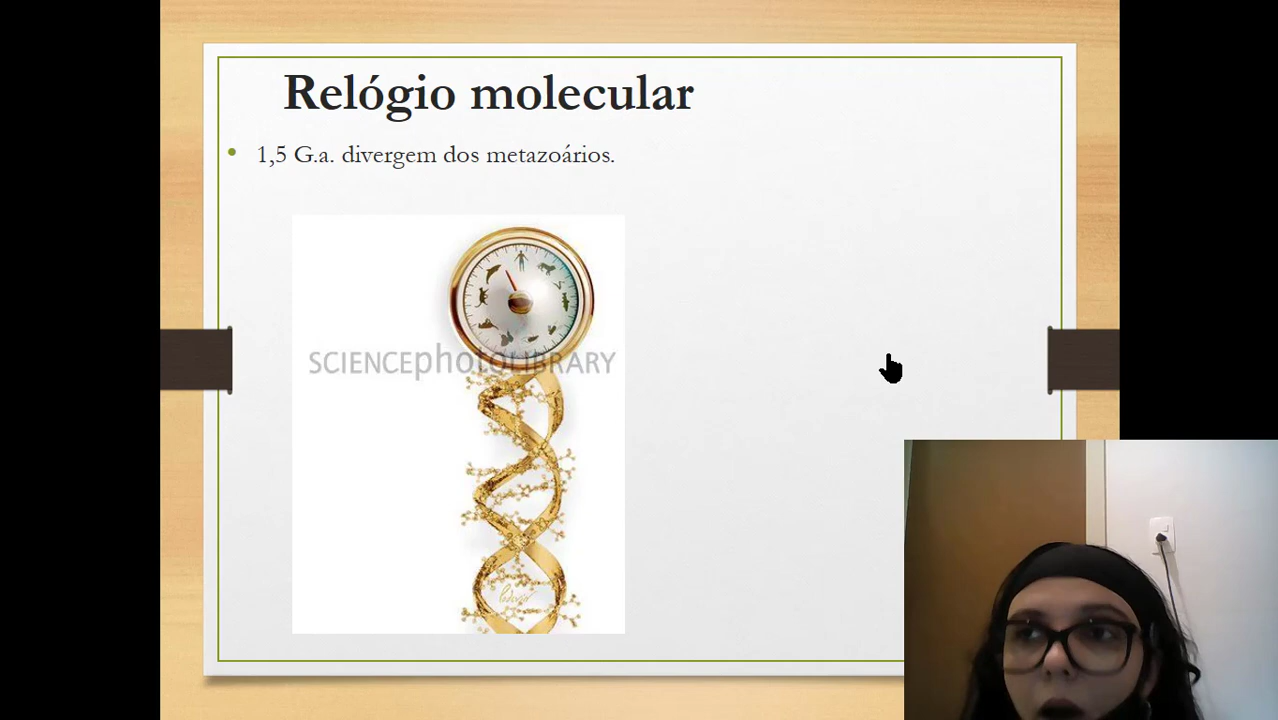 Relógio molecular
• 1,5 G.a. divergem dos metazoários.
SCIENCEphotoLIBRARY